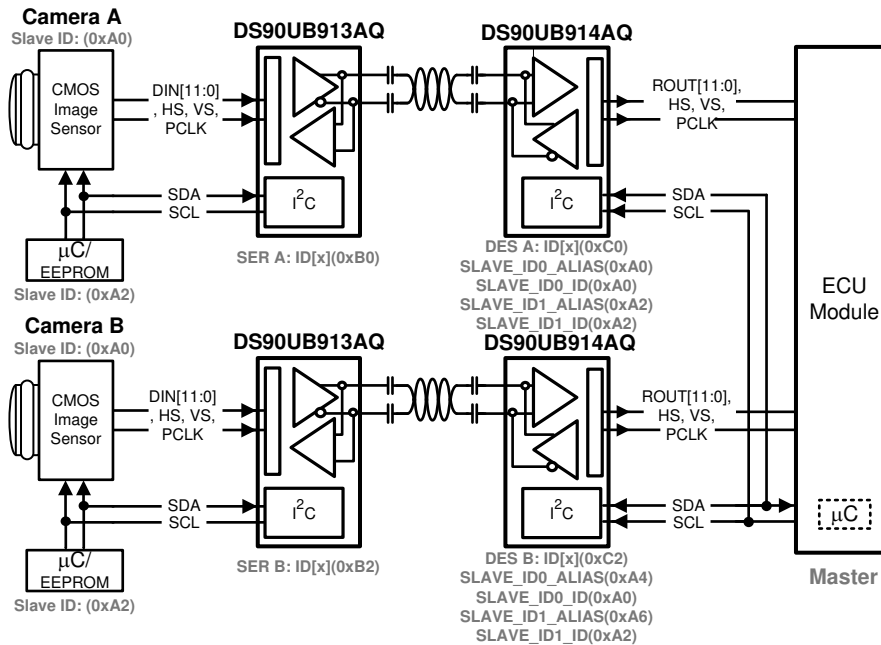 Camera A
Slave ID: (0xA0)
DS90UB913AQ
DS90UB914AQ
CMOS
Image
Sensor
DIN[11:0]
, HS, VS,
PCLK
ROUT[11:0],
HS, VS,
PCLK
SDA
SCL
I2C
I2C
SDA
SCL
µC/
EEPROM
Slave ID: (0xA2)
SER A: ID[x](0xB0)
DES A: ID[x](0xC0)
SLAVE_ID0_ALIAS(0xA0)
SLAVE_ID0_ID(0xA0)
SLAVE_ID1_ALIAS(0xA2)
SLAVE_ID1_ID(0xA2)
ECU
Module
Camera B
Slave ID: (0xA0)
DS90UB913AQ
DS90UB914AQ
CMOS
Image
Sensor
DIN[11:0]
, HS, VS,
PCLK
ROUT[11:0],
HS, VS,
PCLK
SDA
SCL
I2C
I2C
SDA
SCL
µC
µC/
EEPROM
Slave ID: (0xA2)
SER B: ID[x](0xB2)
DES B: ID[x](0xC2)
SLAVE_ID0_ALIAS(0xA4)
SLAVE_ID0_ID(0xA0)
SLAVE_ID1_ALIAS(0xA6)
SLAVE_ID1_ID(0xA2)
Master